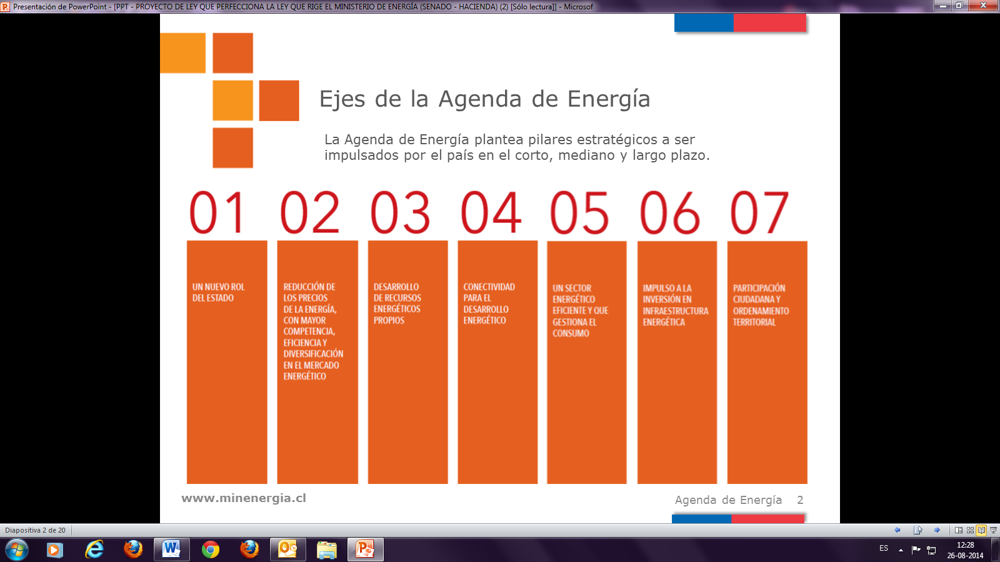 Presentación de PowerPoint - [PPT - PROYECTO DE LEY QUE PERFECCIONA LA LEY QUE RIGE EL MINISTERIO DE ENERGÍA (SENADO - HACIENDA) (2) [Sólo lectura]] - Microsof
Ejes de la Agenda de Energía
La Agenda de Energía plantea pilares estratégicos a ser
impulsados por el país en el corto, mediano y largo plazo.
01
UN NUEVO ROL
DEL ESTADO
02
REDUCCIÓN DE
LOS PRECIOS
DE LA ENERGÍA,
CON MAYOR
COMPETENCIA,
EFICIENCIA Y
DIVERSIFICACIÓN
EN EL MERCADO
ENERGÉTICO
03
DESARROLLO
DE RECURSOS
ENERGÉTICOS
PROPIOS
04
CONECTIVIDAD
PARA EL
DESARROLLO
ENERGÉTICO
05
UN SECTOR
ENERGÉTICO
EFICIENTE Y QUE
GESTIONA EL
CONSUMO
06
IMPULSO A LA
INVERSIÓN EN
INFRAESTRUCTURA
ENERGÉTICA
07
PARTICIPACIÓN
CIUDADANA Y
ORDENAMIENTO
TERRITORIAL
www.minenergia.cl
Agenda de Energía 2
Diapositiva 2 de 20
ES
12:28
26-08-2014